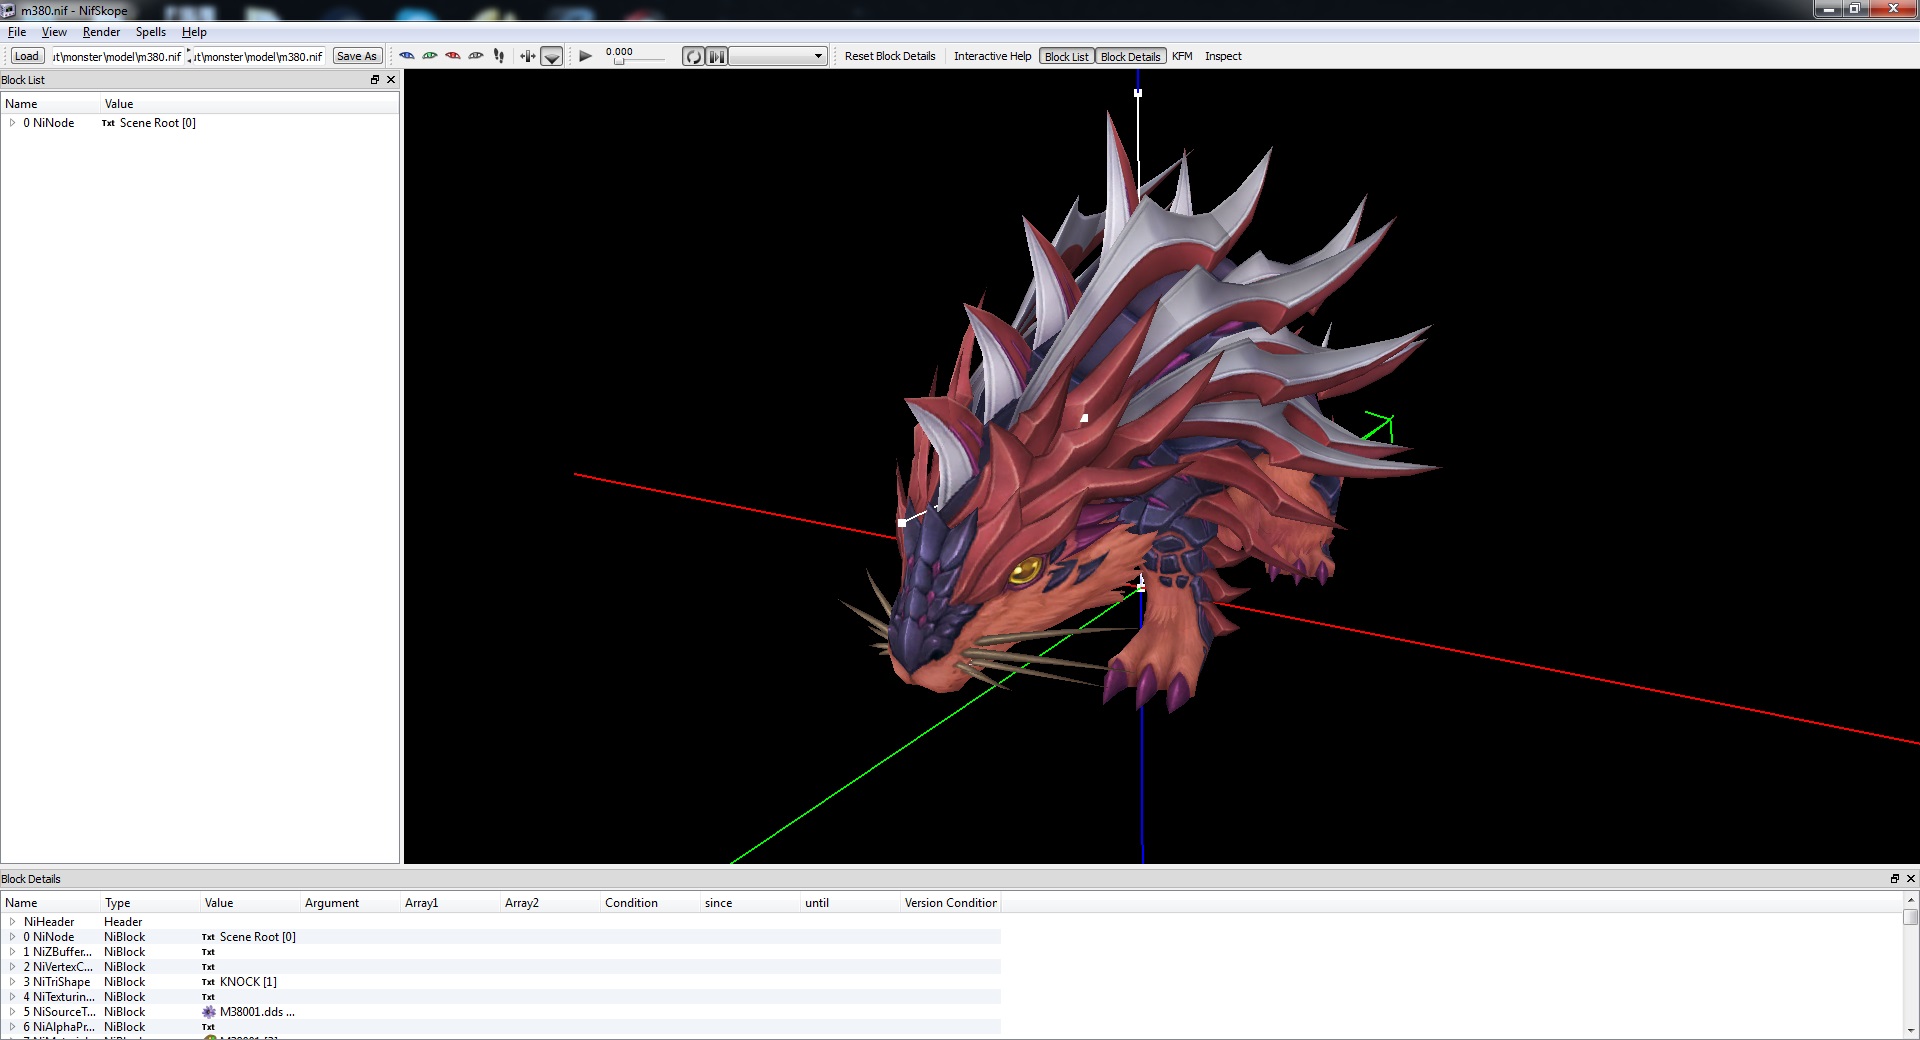 m380.nif - NifSkope
File View Render Spells Help
Load ut\monster\model\m380.nif ut\monster\model\m380.nif Save As 0.000 Reset Block Details Interactive Help Block List Block Details KFM Inspect
Block List
Name Value
0 NiNode Txt Scene Root [0]
Block Details
Name Type Value Argument Array1 Array2 Condition since until Version Condition
NiHeader Header
0 NiNode NiBlock Txt Scene Root [0]
1 NiZBuffer... NiBlock Txt
2 NiVertexC... NiBlock Txt
3 NiTriShape NiBlock Txt KNOCK [1]
4 NiTexturin... NiBlock Txt
5 NiSourceT... NiBlock M38001.dds ...
6 NiAlphaPr... NiBlock Txt